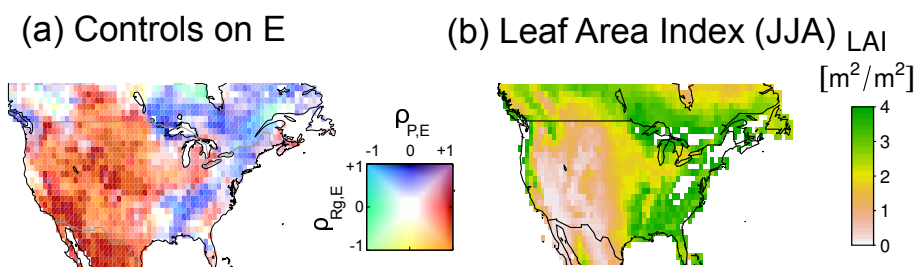 (a) Controls on E
(b) Leaf Area Index (JJA)
LAI
[m²/m²]
ρP,E
-1 0 +1
ρRg,E
+1
0
-1
4
3
2
1
0